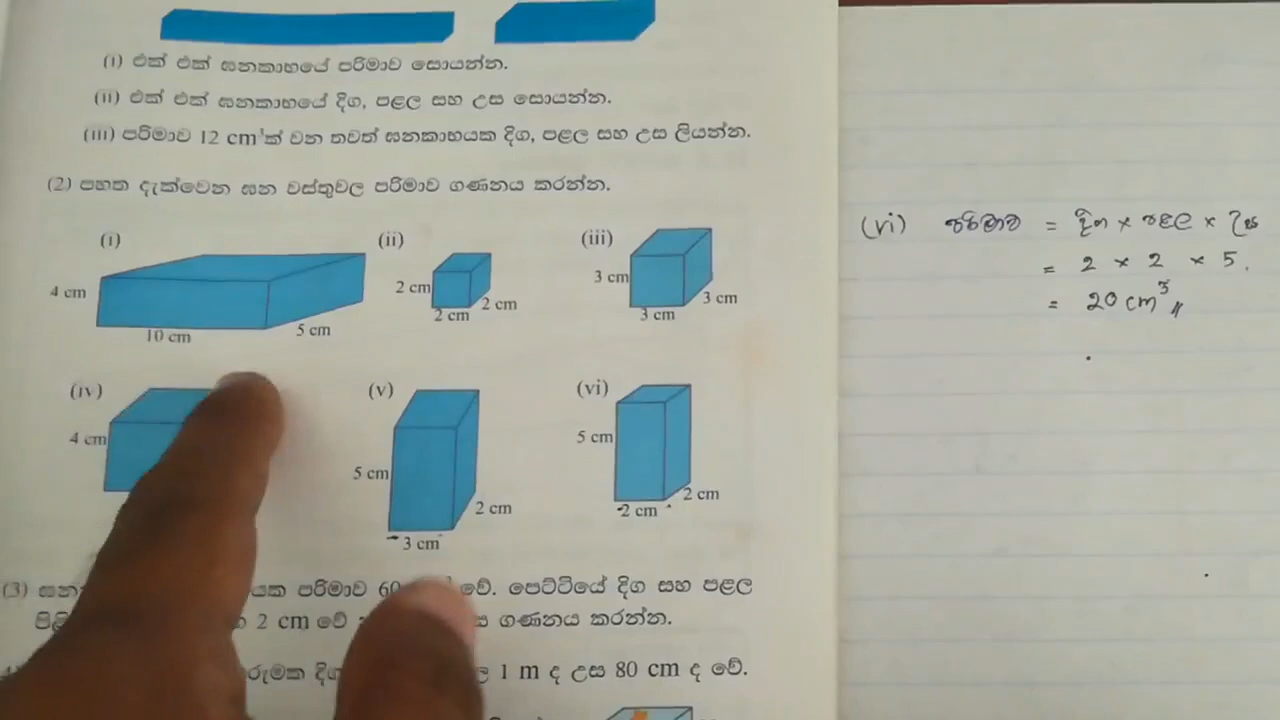 (i) එක් එක් ඝනකාභයේ පරිමාව සොයන්න.
(ii) එක් එක් ඝනකාභයේ දිග, පළල සහ උස සොයන්න.
(iii) පරිමාව 12 cm³ක් වන තවත් ඝනකාභයක දිග, පළල සහ උස ලියන්න.
(2) පහත දැක්වෙන ඝන වස්තුවල පරිමාව ගණනය කරන්න.
(i) (ii) (iii)
4 cm 10 cm 5 cm
2 cm 2 cm 2 cm
3 cm 3 cm 3 cm
(iv) (v) (vi)
4 cm
5 cm 3 cm 2 cm
5 cm 2 cm 2 cm
(3) පරිමාව 60 වේ. පෙට්ටියේ දිග සහ පළල
2 cm වේ ගණනය කරන්න.
දිග 1 m ද උස 80 cm ද වේ.
(vi) පරිමාව = දිග × පළල × උස
= 2 × 2 × 5.
= 20 cm³